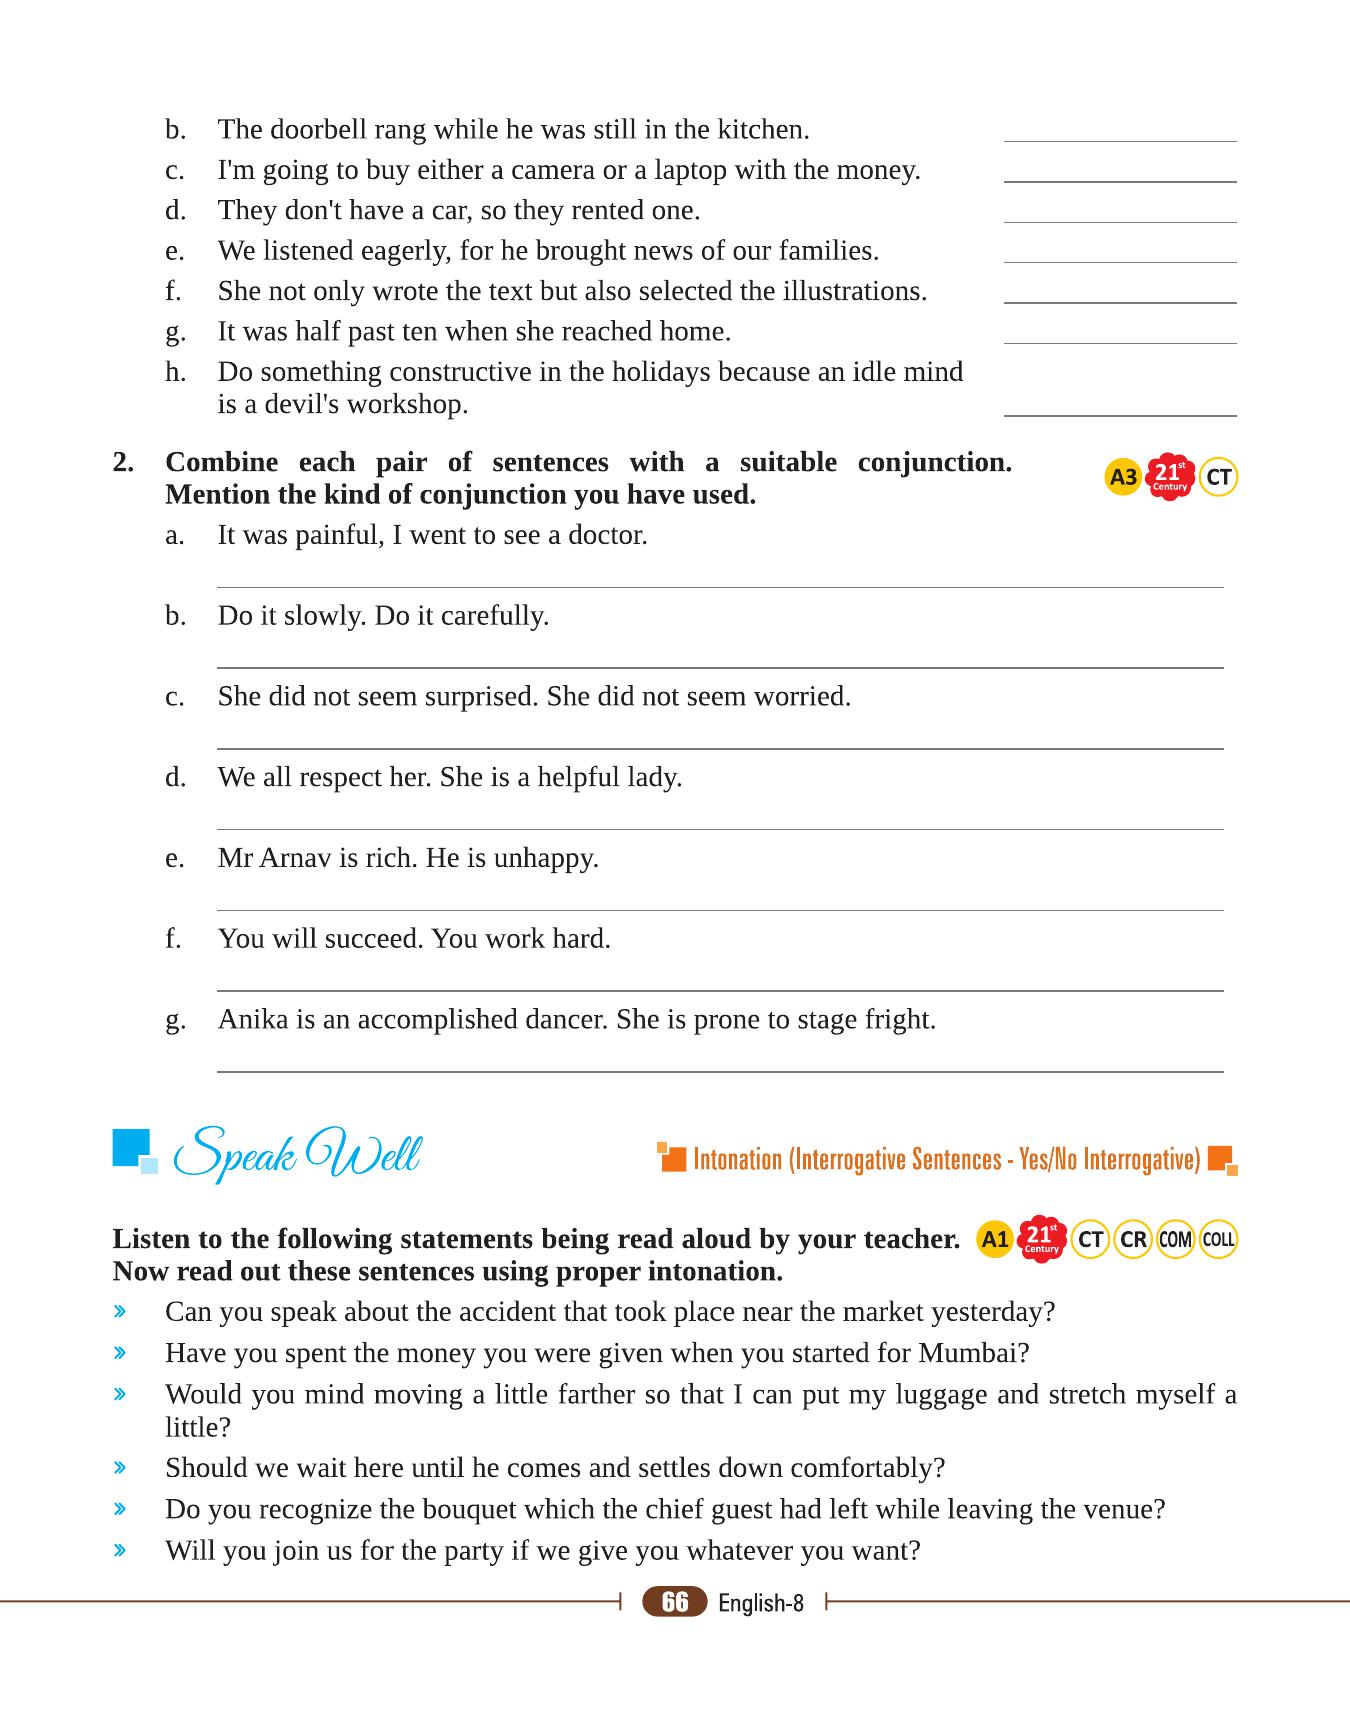 b. The doorbell rang while he was still in the kitchen.
c. I'm going to buy either a camera or a laptop with the money.
d. They don't have a car, so they rented one.
e. We listened eagerly, for he brought news of our families.
f. She not only wrote the text but also selected the illustrations.
g. It was half past ten when she reached home.
h. Do something constructive in the holidays because an idle mind
is a devil's workshop.
2. Combine each pair of sentences with a suitable conjunction.
Mention the kind of conjunction you have used.
A3 21st Century CT
a. It was painful, I went to see a doctor.
b. Do it slowly. Do it carefully.
c. She did not seem surprised. She did not seem worried.
d. We all respect her. She is a helpful lady.
e. Mr Arnav is rich. He is unhappy.
f. You will succeed. You work hard.
g. Anika is an accomplished dancer. She is prone to stage fright.
Speak Well
Intonation (Interrogative Sentences - Yes/No Interrogative)
Listen to the following statements being read aloud by your teacher.
Now read out these sentences using proper intonation.
A1 21st Century CT CR COM COLL
» Can you speak about the accident that took place near the market yesterday?
» Have you spent the money you were given when you started for Mumbai?
» Would you mind moving a little farther so that I can put my luggage and stretch myself a
little?
» Should we wait here until he comes and settles down comfortably?
» Do you recognize the bouquet which the chief guest had left while leaving the venue?
» Will you join us for the party if we give you whatever you want?
66 English-8